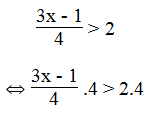 (3x - 1)/4 > 2
⇔ (3x - 1)/4 .4 > 2.4